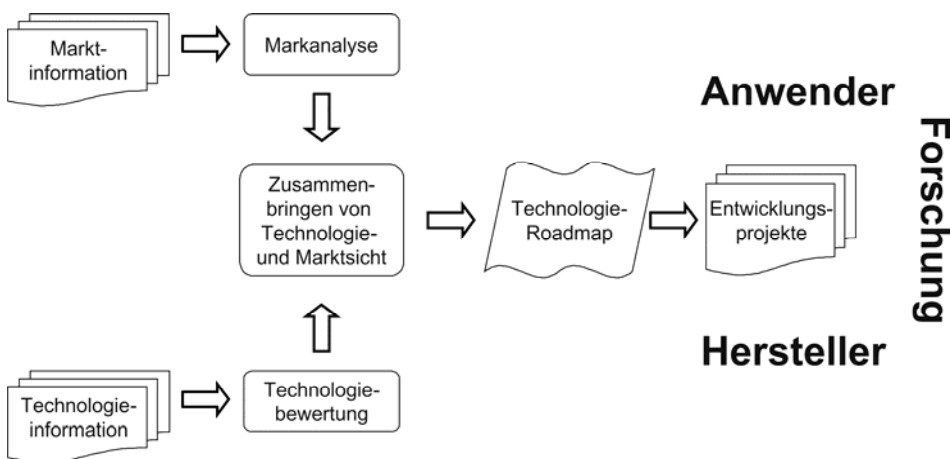 Markt-
information
Markanalyse
Anwender
Zusammen-
bringen von
Technologie-
und Marktsicht
Technologie-
Roadmap
Entwicklungs-
projekte
Forschung
Hersteller
Technologie-
information
Technologie-
bewertung